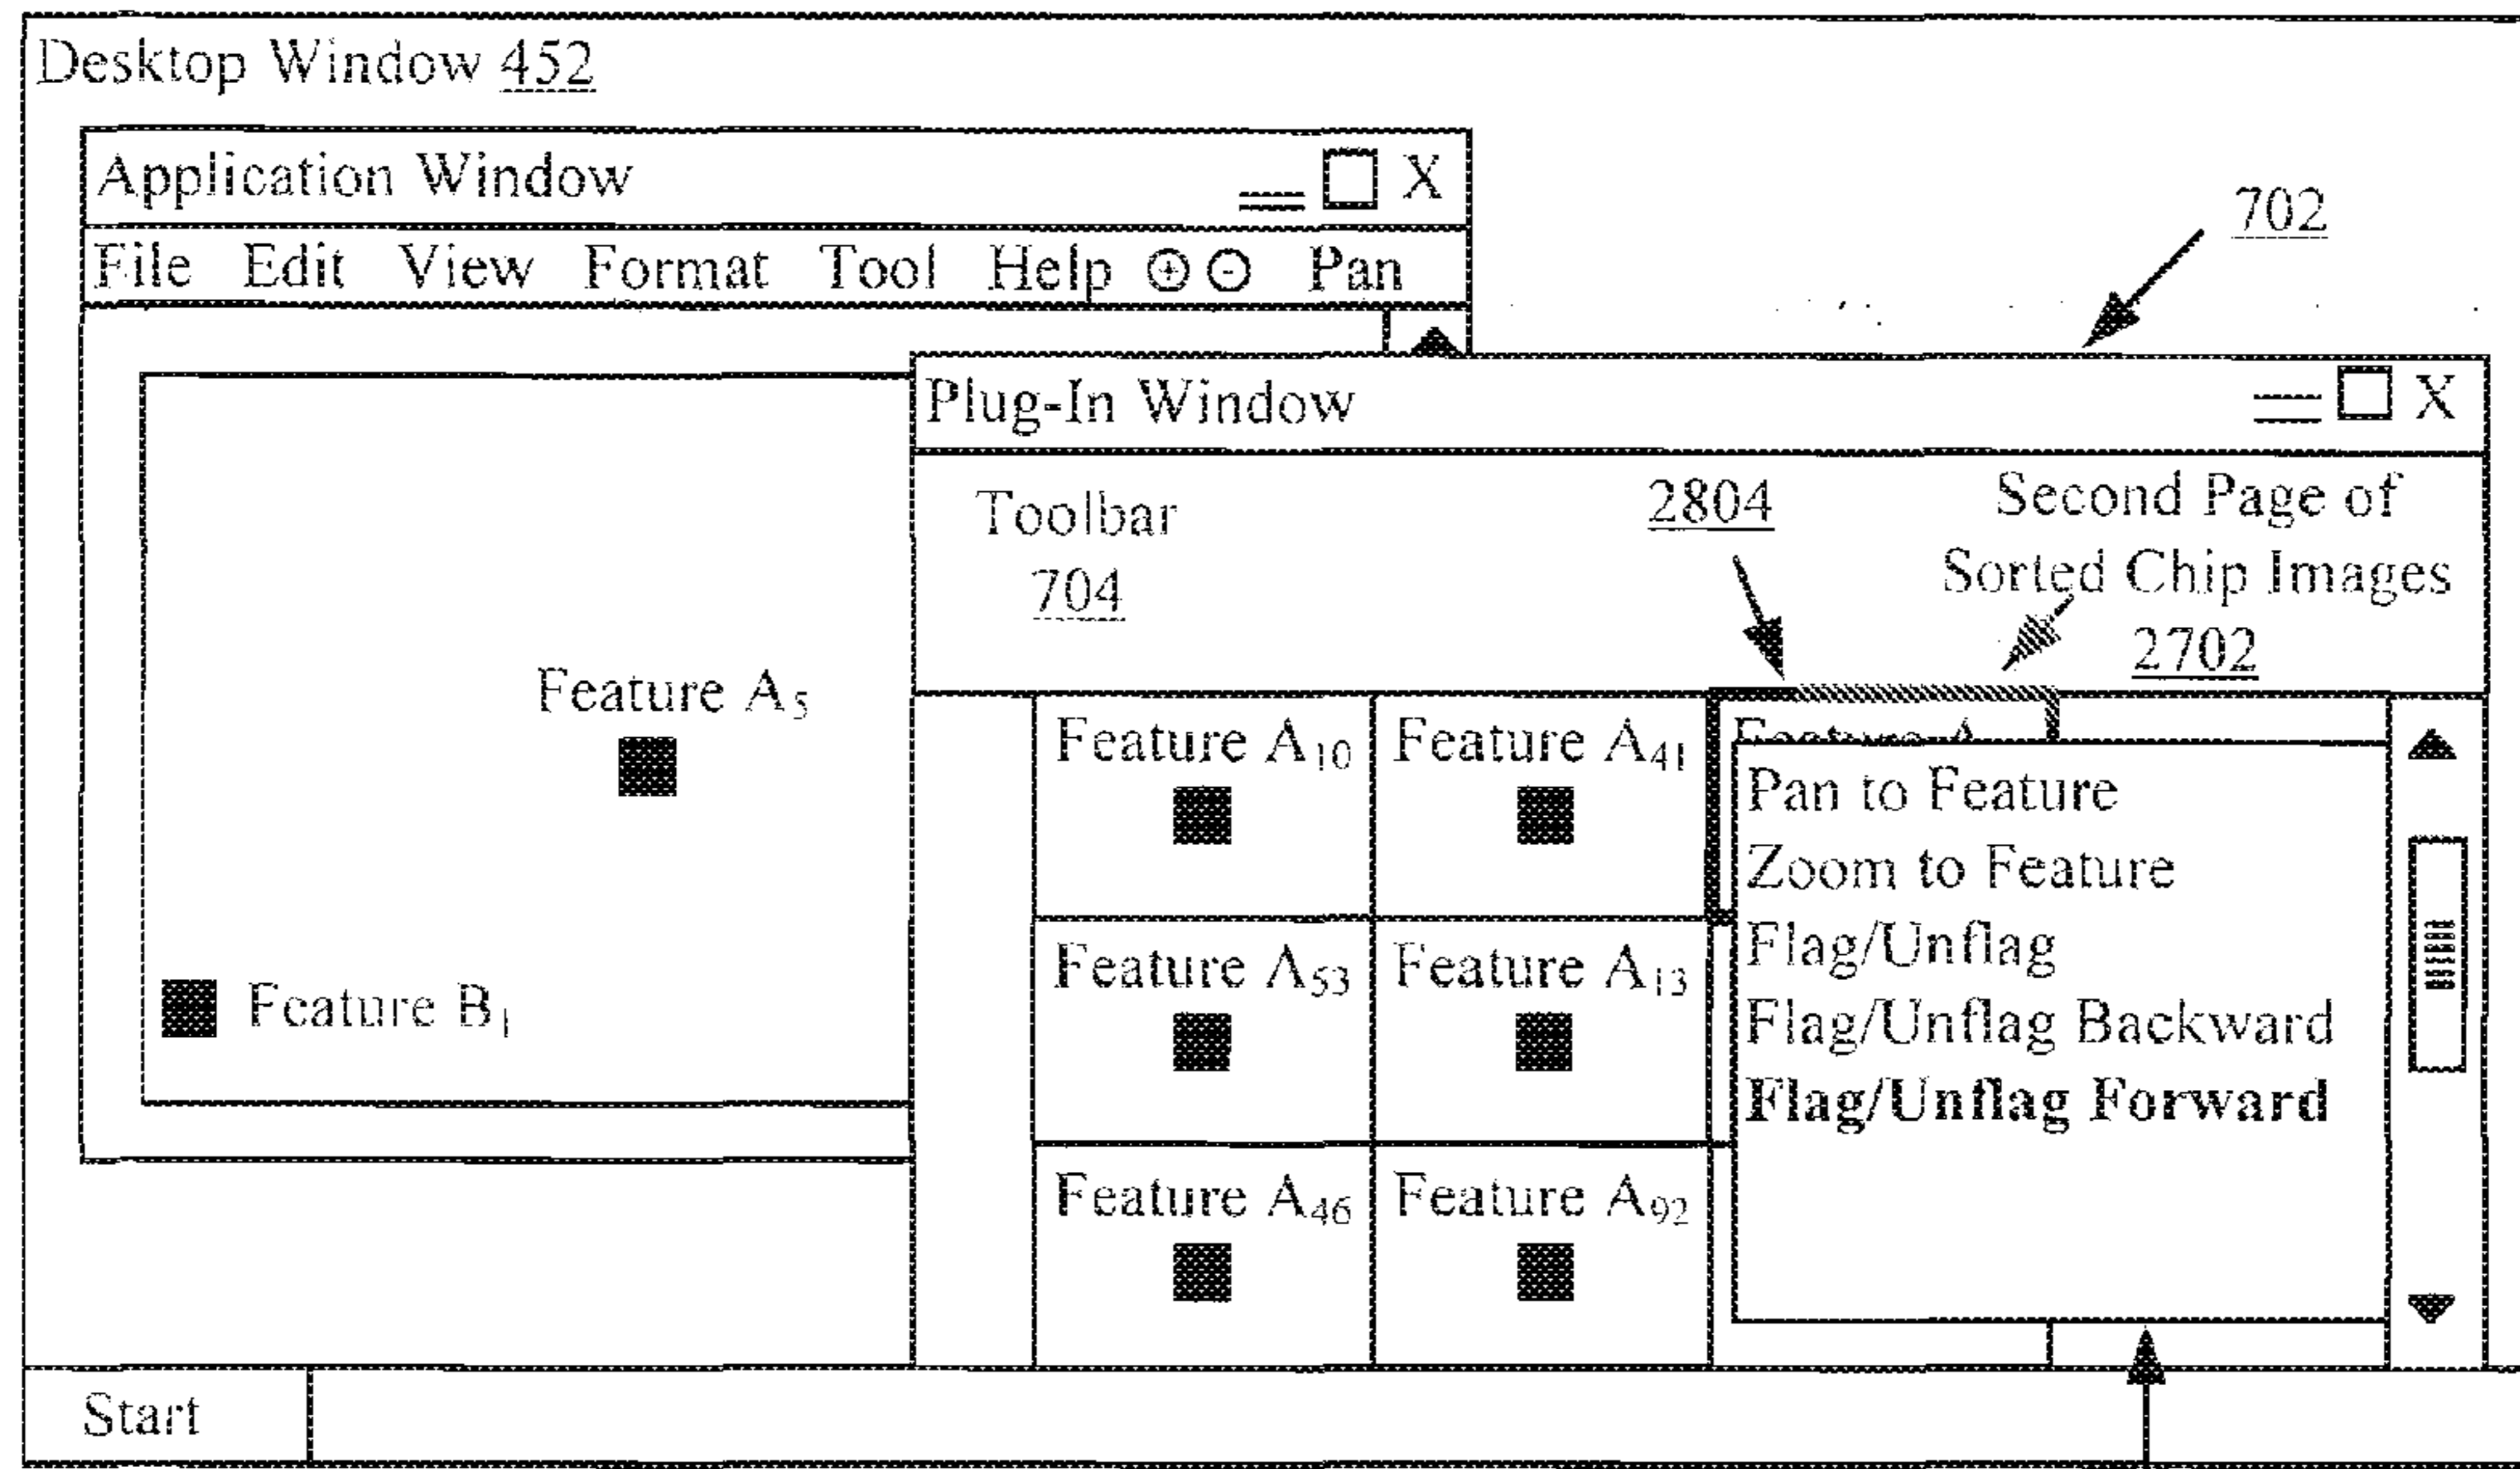 Desktop Window 452
Application Window X
File Edit View Format Tool Help + - Pan
702
Plug-In Window X
Toolbar
704
2804
Second Page of
Sorted Chip Images
2702
Feature A5
Feature B1
Feature A10 Feature A41 Feature A
Feature A53 Feature A13
Feature A46 Feature A92
Pan to Feature
Zoom to Feature
Flag/Unflag
Flag/Unflag Backward
Flag/Unflag Forward
Start